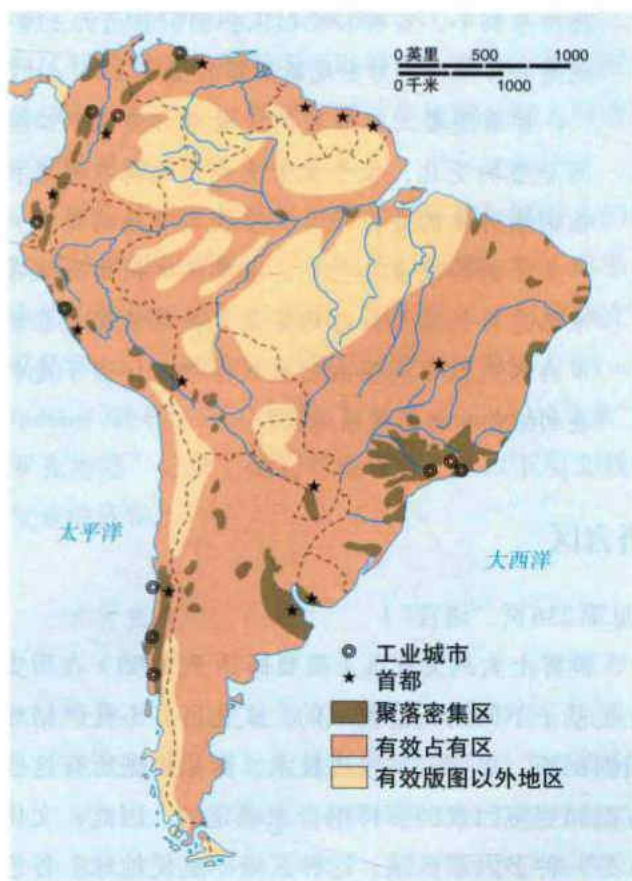 0 英里 500 1000
0 千米 1000
太平洋
大西洋
工业城市
首都
聚落密集区
有效占有区
有效版图以外地区